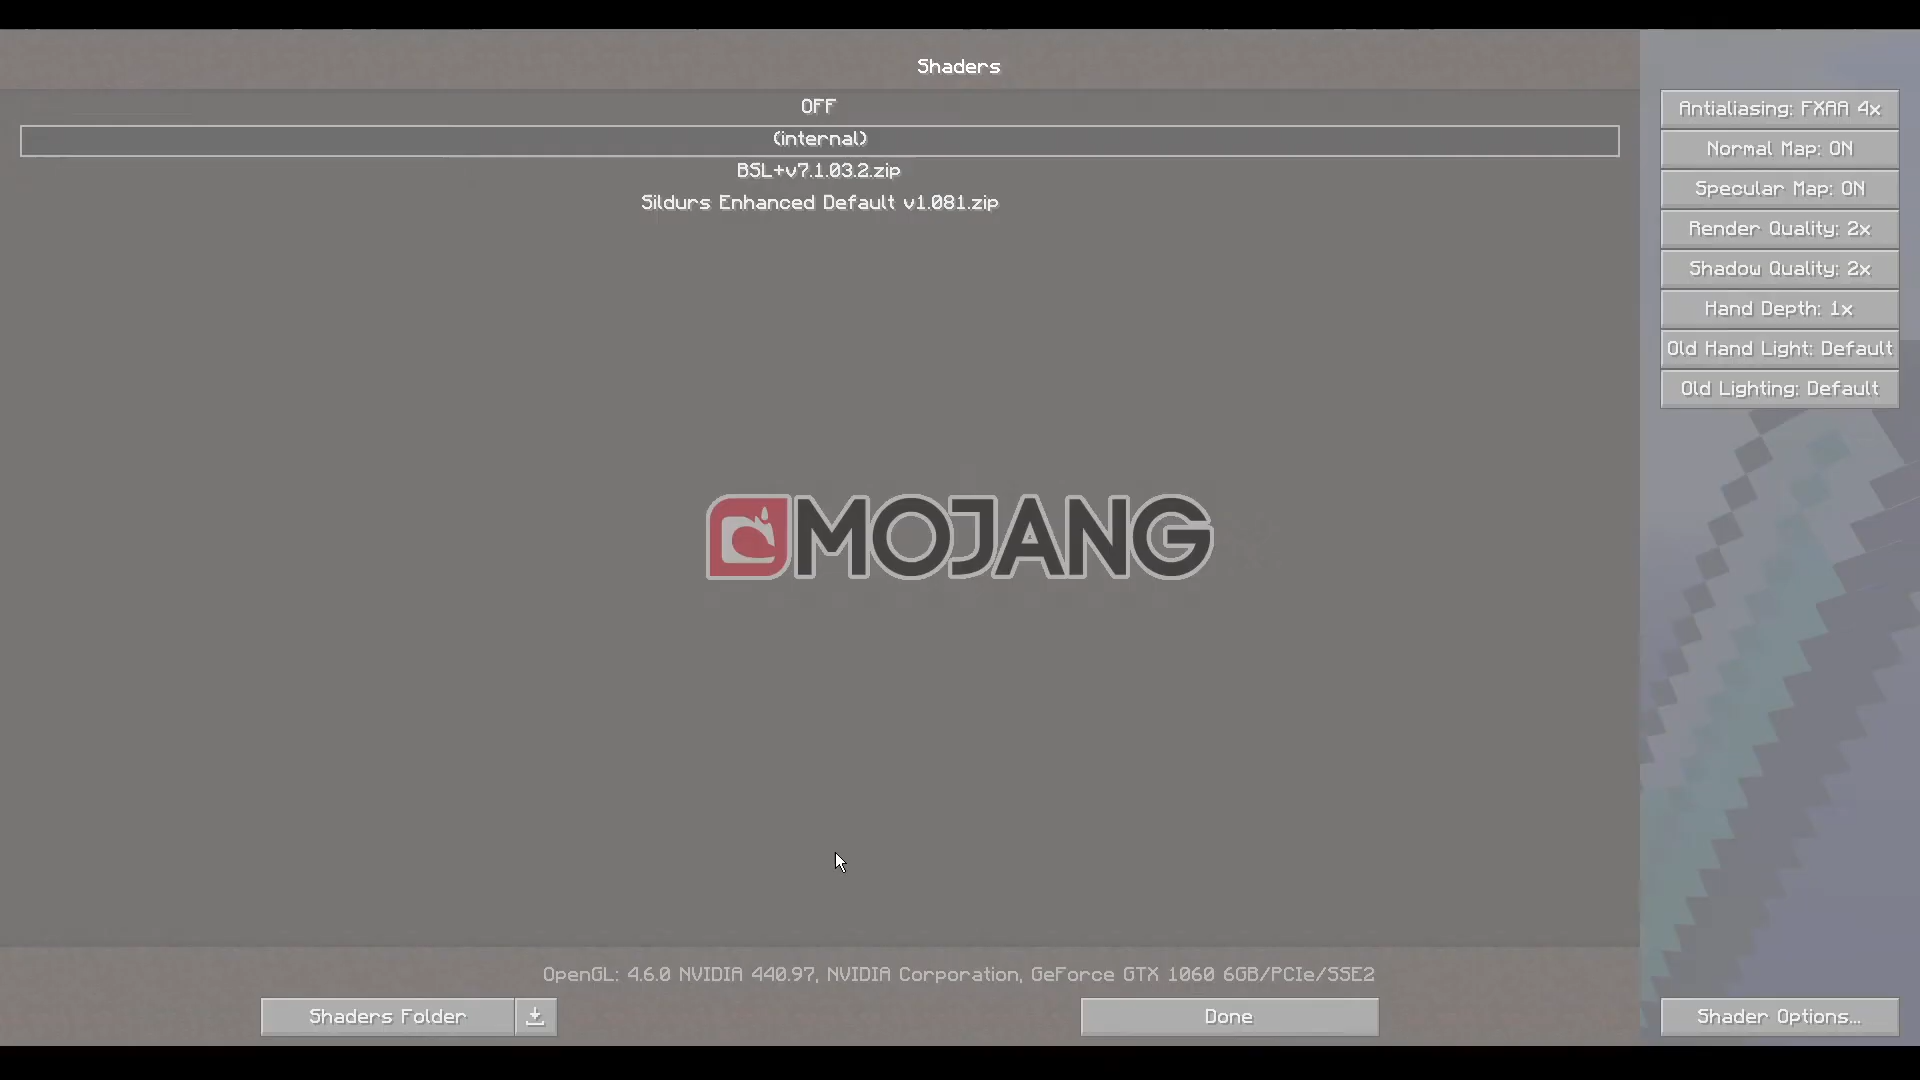 Shaders
OFF
(internal)
BSL+v7.1.03.2.zip
Sildurs Enhanced Default v1.081.zip
Antialiasing: FXAA 4x
Normal Map: ON
Specular Map: ON
Render Quality: 2x
Shadow Quality: 2x
Hand Depth: 1x
Old Hand Light: Default
Old Lighting: Default
MOJANG
OpenGL: 4.6.0 NVIDIA 440.97, NVIDIA Corporation, GeForce GTX 1060 6GB/PCIe/SSE2
Shaders Folder
Done
Shader Options...